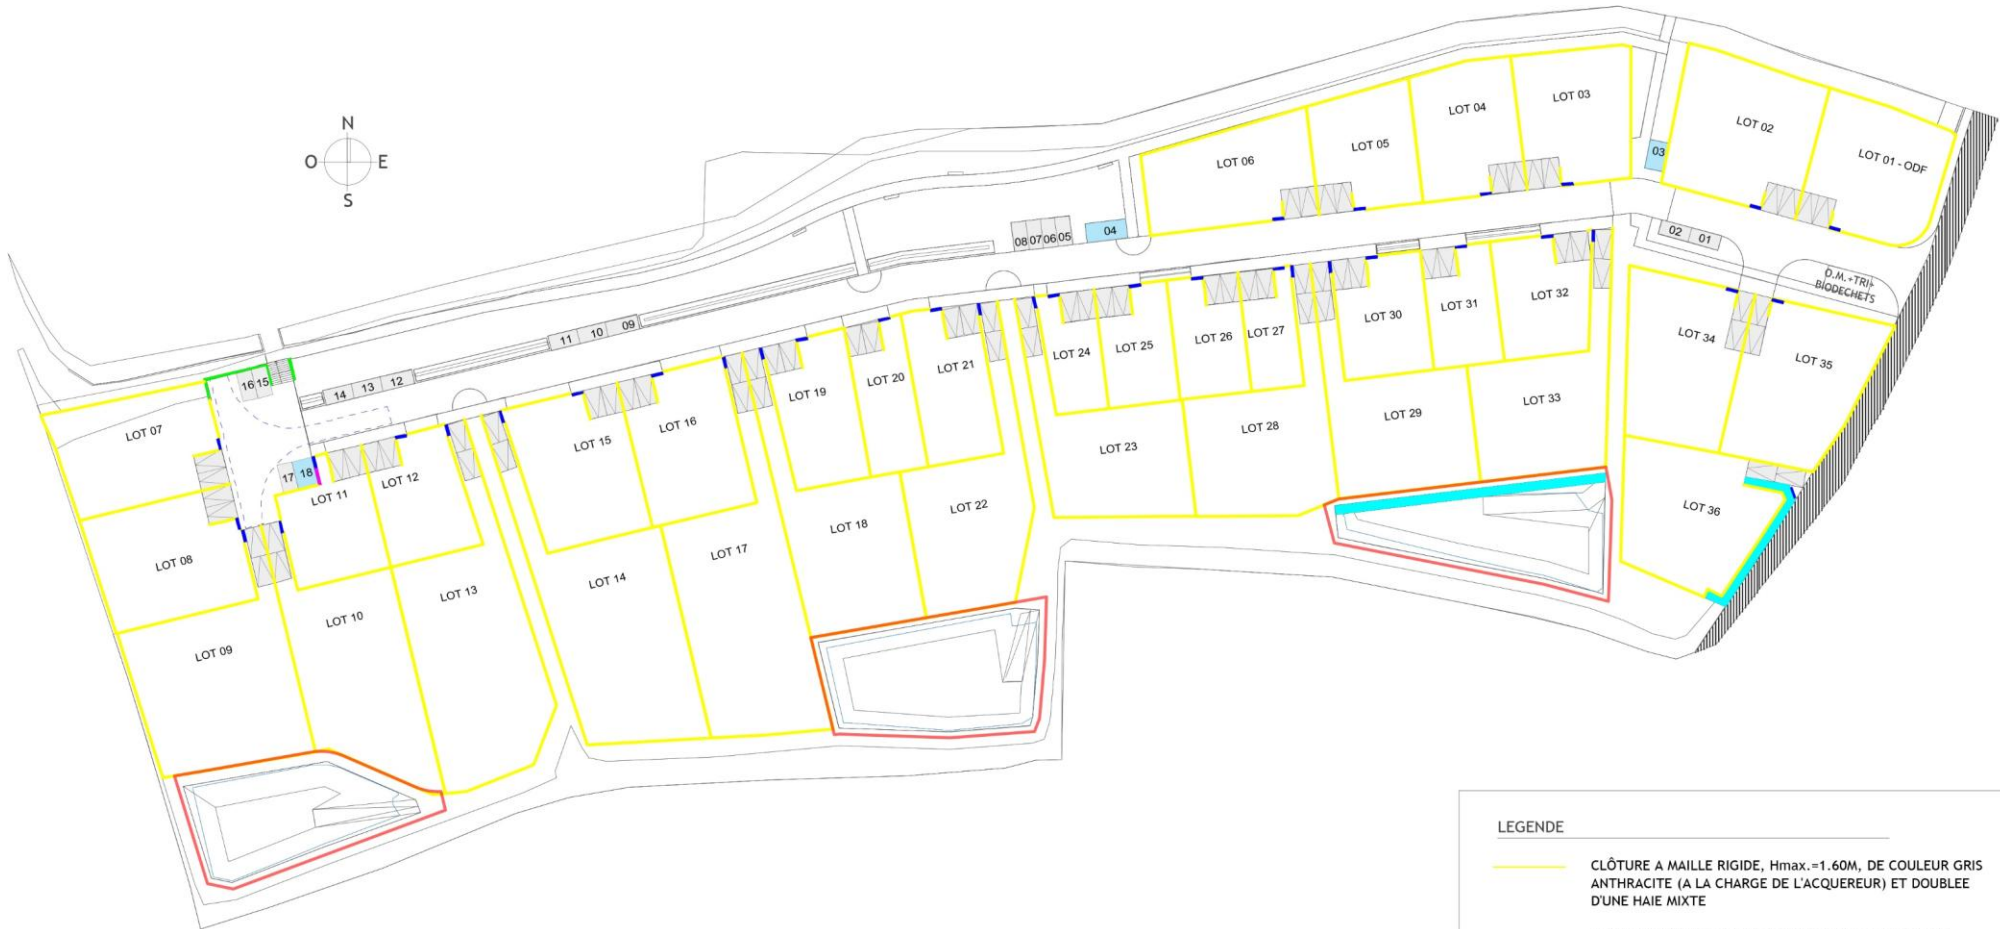 N
O E
S
LOT 03
LOT 04
LOT 02
LOT 05
LOT 06
03
LOT 01 - ODF
04
08 07 06 05
02 01
O.M.+TRI+
BIODECHETS
LOT 32
LOT 31
LOT 30
LOT 27
LOT 26
LOT 25
LOT 24
09
10
11
LOT 34
LOT 35
LOT 21
LOT 20
LOT 19
12
13
14
16 15
LOT 33
LOT 29
LOT 28
LOT 16
LOT 15
LOT 07
LOT 23
17 18
LOT 12
LOT 11
LOT 36
LOT 22
LOT 18
LOT 17
LOT 08
LOT 14
LOT 13
LOT 10
LOT 09
LEGENDE
CLÔTURE A MAILLE RIGIDE, Hmax.=1.60M, DE COULEUR GRIS
ANTHRACITE (A LA CHARGE DE L'ACQUEREUR) ET DOUBLEE
D'UNE HAIE MIXTE